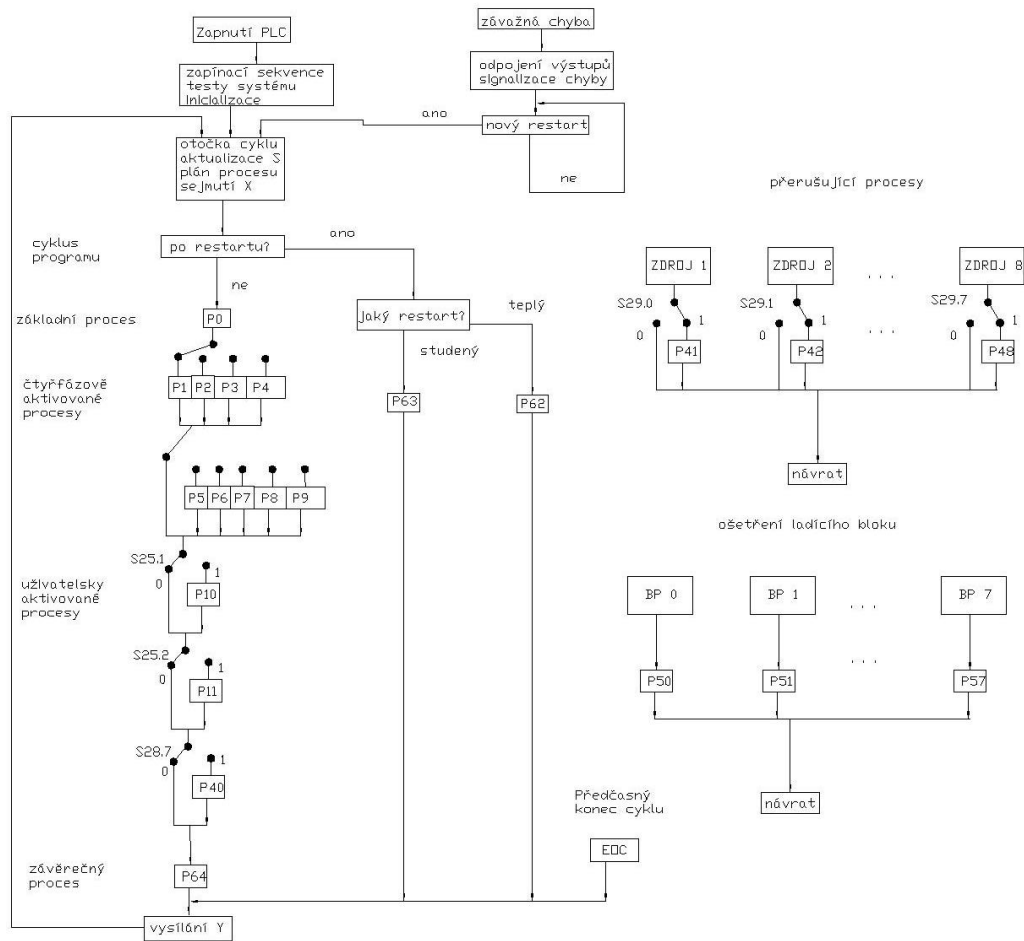 Zapnutí PLC
závažná chyba
zapínací sekvence
testy systému
inicializace
odpojení výstupů
signalizace chyby
ano
nový restart
ne
otočka cyklu
aktualizace S
plán procesu
sejmutí X
přerušující procesy
cyklus
programu
po restartu?
ano
ne
ZDROJ 1
ZDROJ 2
. . .
ZDROJ 8
S29.0
S29.1
S29.7
0
1
0
1
. . .
0
1
P41
P42
P48
základní proces
P0
Jaký restart?
teplý
studený
čtyřfázově
aktivované
procesy
P1
P2
P3
P4
P63
P62
návrat
P5
P6
P7
P8
P9
ošetření ladícího bloku
uživatelsky
aktivované
procesy
S25.1
0
1
P10
BP 0
BP 1
. . .
BP 7
S25.2
0
1
P11
P50
P51
. . .
P57
S28.7
0
1
P40
návrat
Předčasný
konec cyklu
EOC
závěrečný
proces
P64
vysílání Y